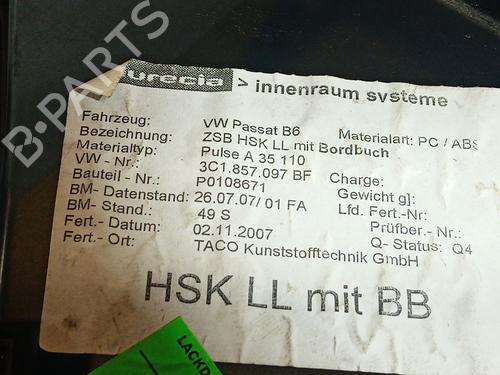 B-PARTS
urecia > innenraum systeme
Fahrzeug: VW Passat B6 Materialart: PC / ABS
Bezeichnung: ZSB HSK LL mit Bordbuch
Materialtyp: Pulse A 35 110
VW - Nr.: 3C1.857.097 BF Charge:
Bauteil - Nr.: P0108671 Gewicht g]:
BM- Datenstand: 26.07.07/ 01 FA Lfd. Fert.-Nr:
BM- Stand.: 49 S Prüfber.- Nr.:
Fert.- Datum: 02.11.2007 Q- Status: Q4
Fert.- Ort: TACO Kunststofftechnik GmbH
HSK LL mit BB
LACKD